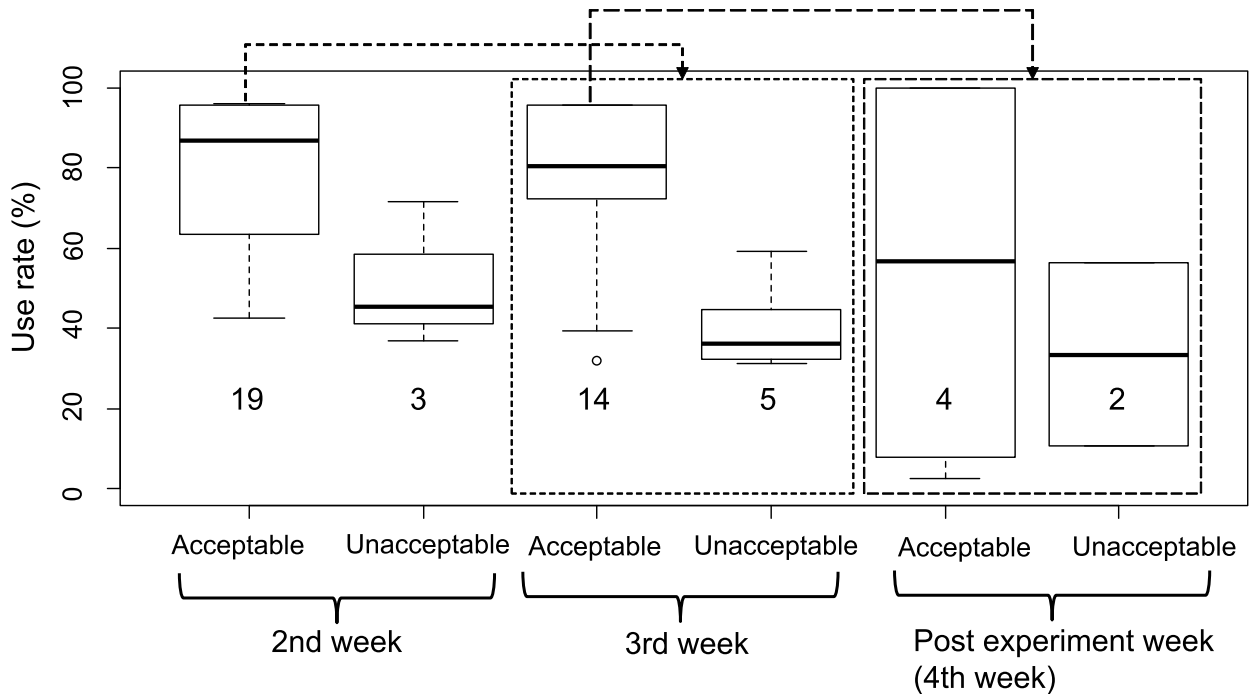 Use rate (%)
100
80
60
40
20
0
19
3
14
5
4
2
Acceptable
Unacceptable
Acceptable
Unacceptable
Acceptable
Unacceptable
2nd week
3rd week
Post experiment week
(4th week)